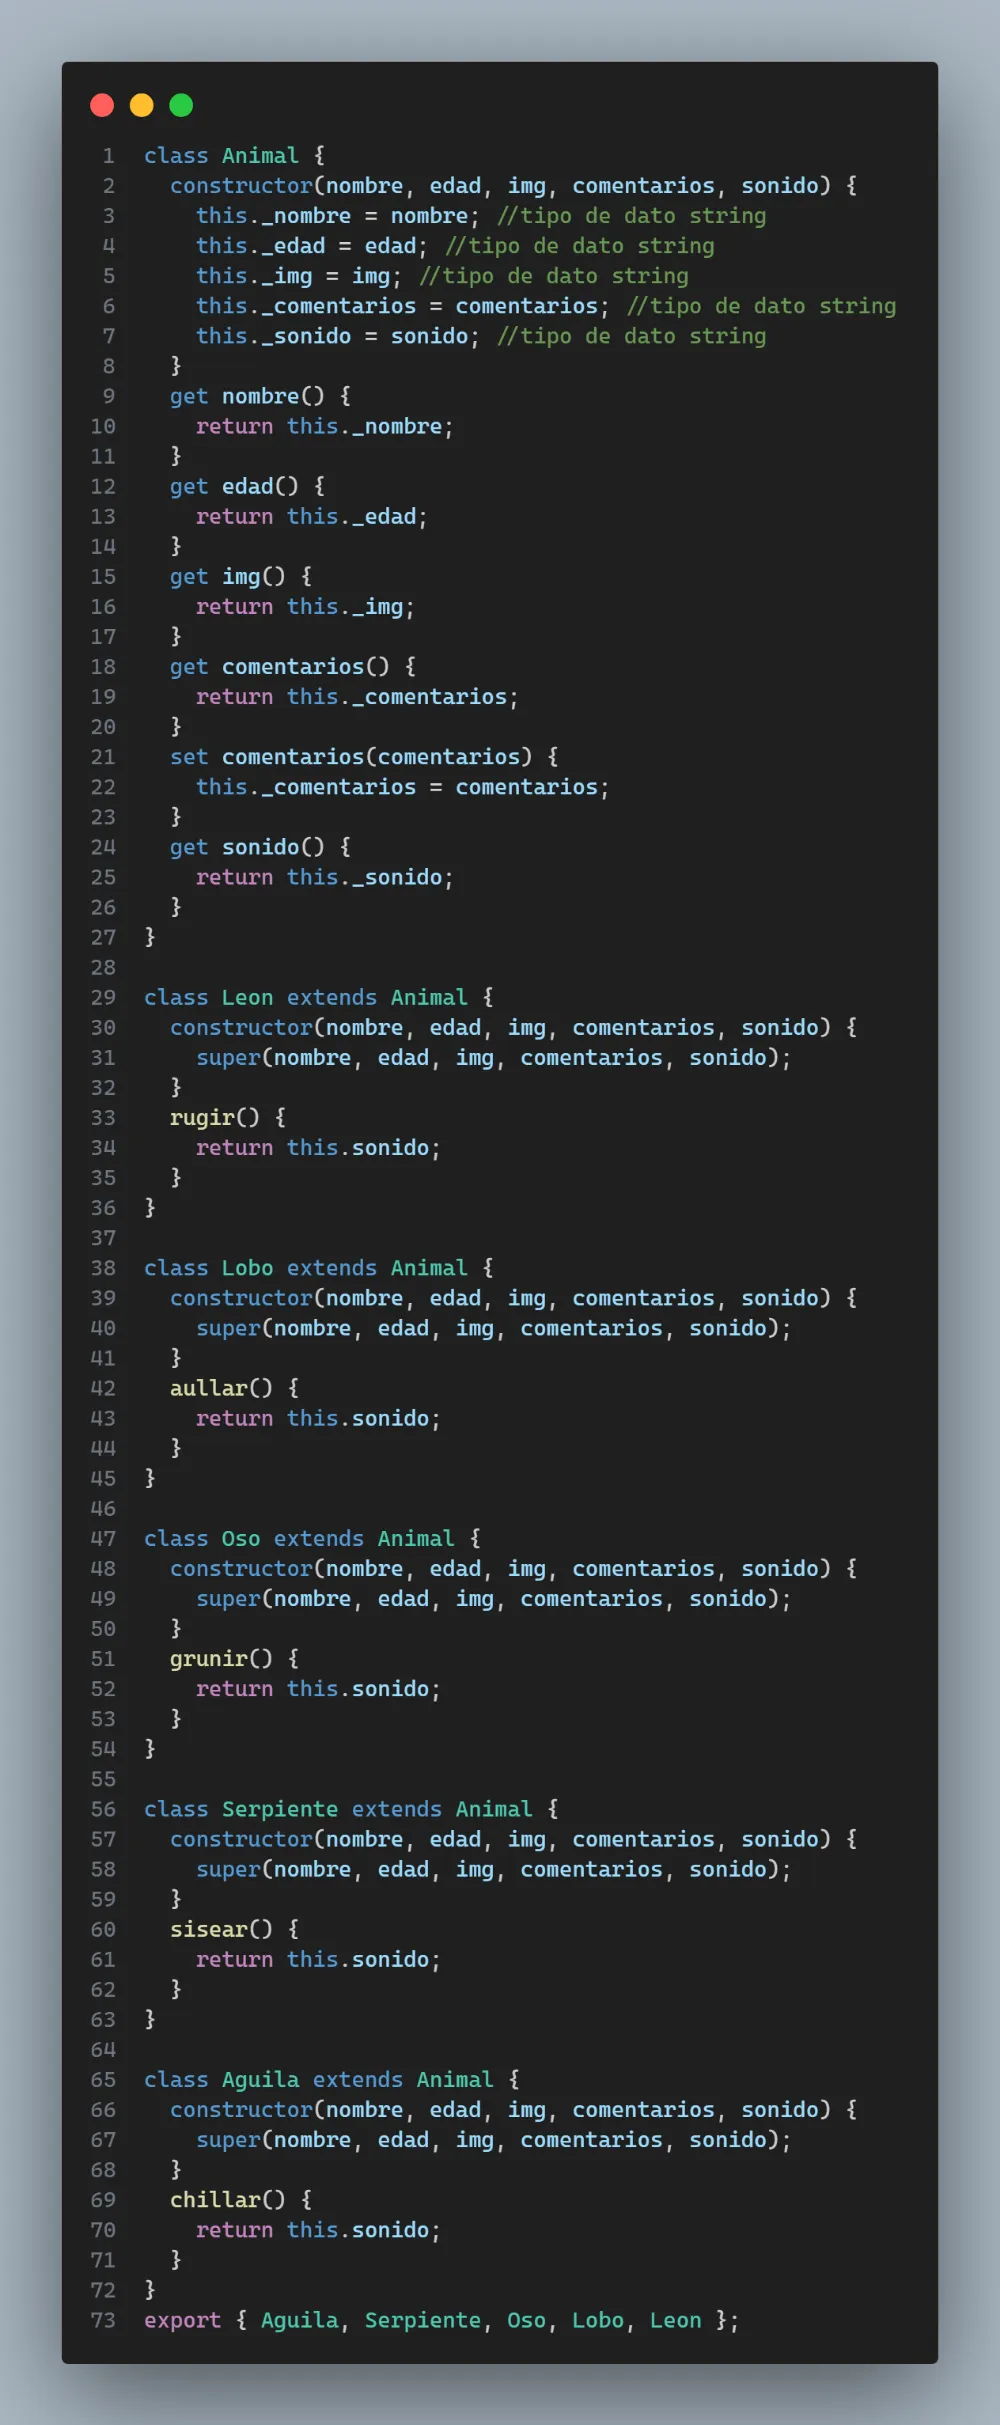 1 class Animal {
2 constructor(nombre, edad, img, comentarios, sonido) {
3 this._nombre = nombre; //tipo de dato string
4 this._edad = edad; //tipo de dato string
5 this._img = img; //tipo de dato string
6 this._comentarios = comentarios; //tipo de dato string
7 this._sonido = sonido; //tipo de dato string
8 }
9 get nombre() {
10 return this._nombre;
11 }
12 get edad() {
13 return this._edad;
14 }
15 get img() {
16 return this._img;
17 }
18 get comentarios() {
19 return this._comentarios;
20 }
21 set comentarios(comentarios) {
22 this._comentarios = comentarios;
23 }
24 get sonido() {
25 return this._sonido;
26 }
27 }
28
29 class Leon extends Animal {
30 constructor(nombre, edad, img, comentarios, sonido) {
31 super(nombre, edad, img, comentarios, sonido);
32 }
33 rugir() {
34 return this.sonido;
35 }
36 }
37
38 class Lobo extends Animal {
39 constructor(nombre, edad, img, comentarios, sonido) {
40 super(nombre, edad, img, comentarios, sonido);
41 }
42 aullar() {
43 return this.sonido;
44 }
45 }
46
47 class Oso extends Animal {
48 constructor(nombre, edad, img, comentarios, sonido) {
49 super(nombre, edad, img, comentarios, sonido);
50 }
51 grunir() {
52 return this.sonido;
53 }
54 }
55
56 class Serpiente extends Animal {
57 constructor(nombre, edad, img, comentarios, sonido) {
58 super(nombre, edad, img, comentarios, sonido);
59 }
60 sisear() {
61 return this.sonido;
62 }
63 }
64
65 class Aguila extends Animal {
66 constructor(nombre, edad, img, comentarios, sonido) {
67 super(nombre, edad, img, comentarios, sonido);
68 }
69 chillar() {
70 return this.sonido;
71 }
72 }
73 export { Aguila, Serpiente, Oso, Lobo, Leon };